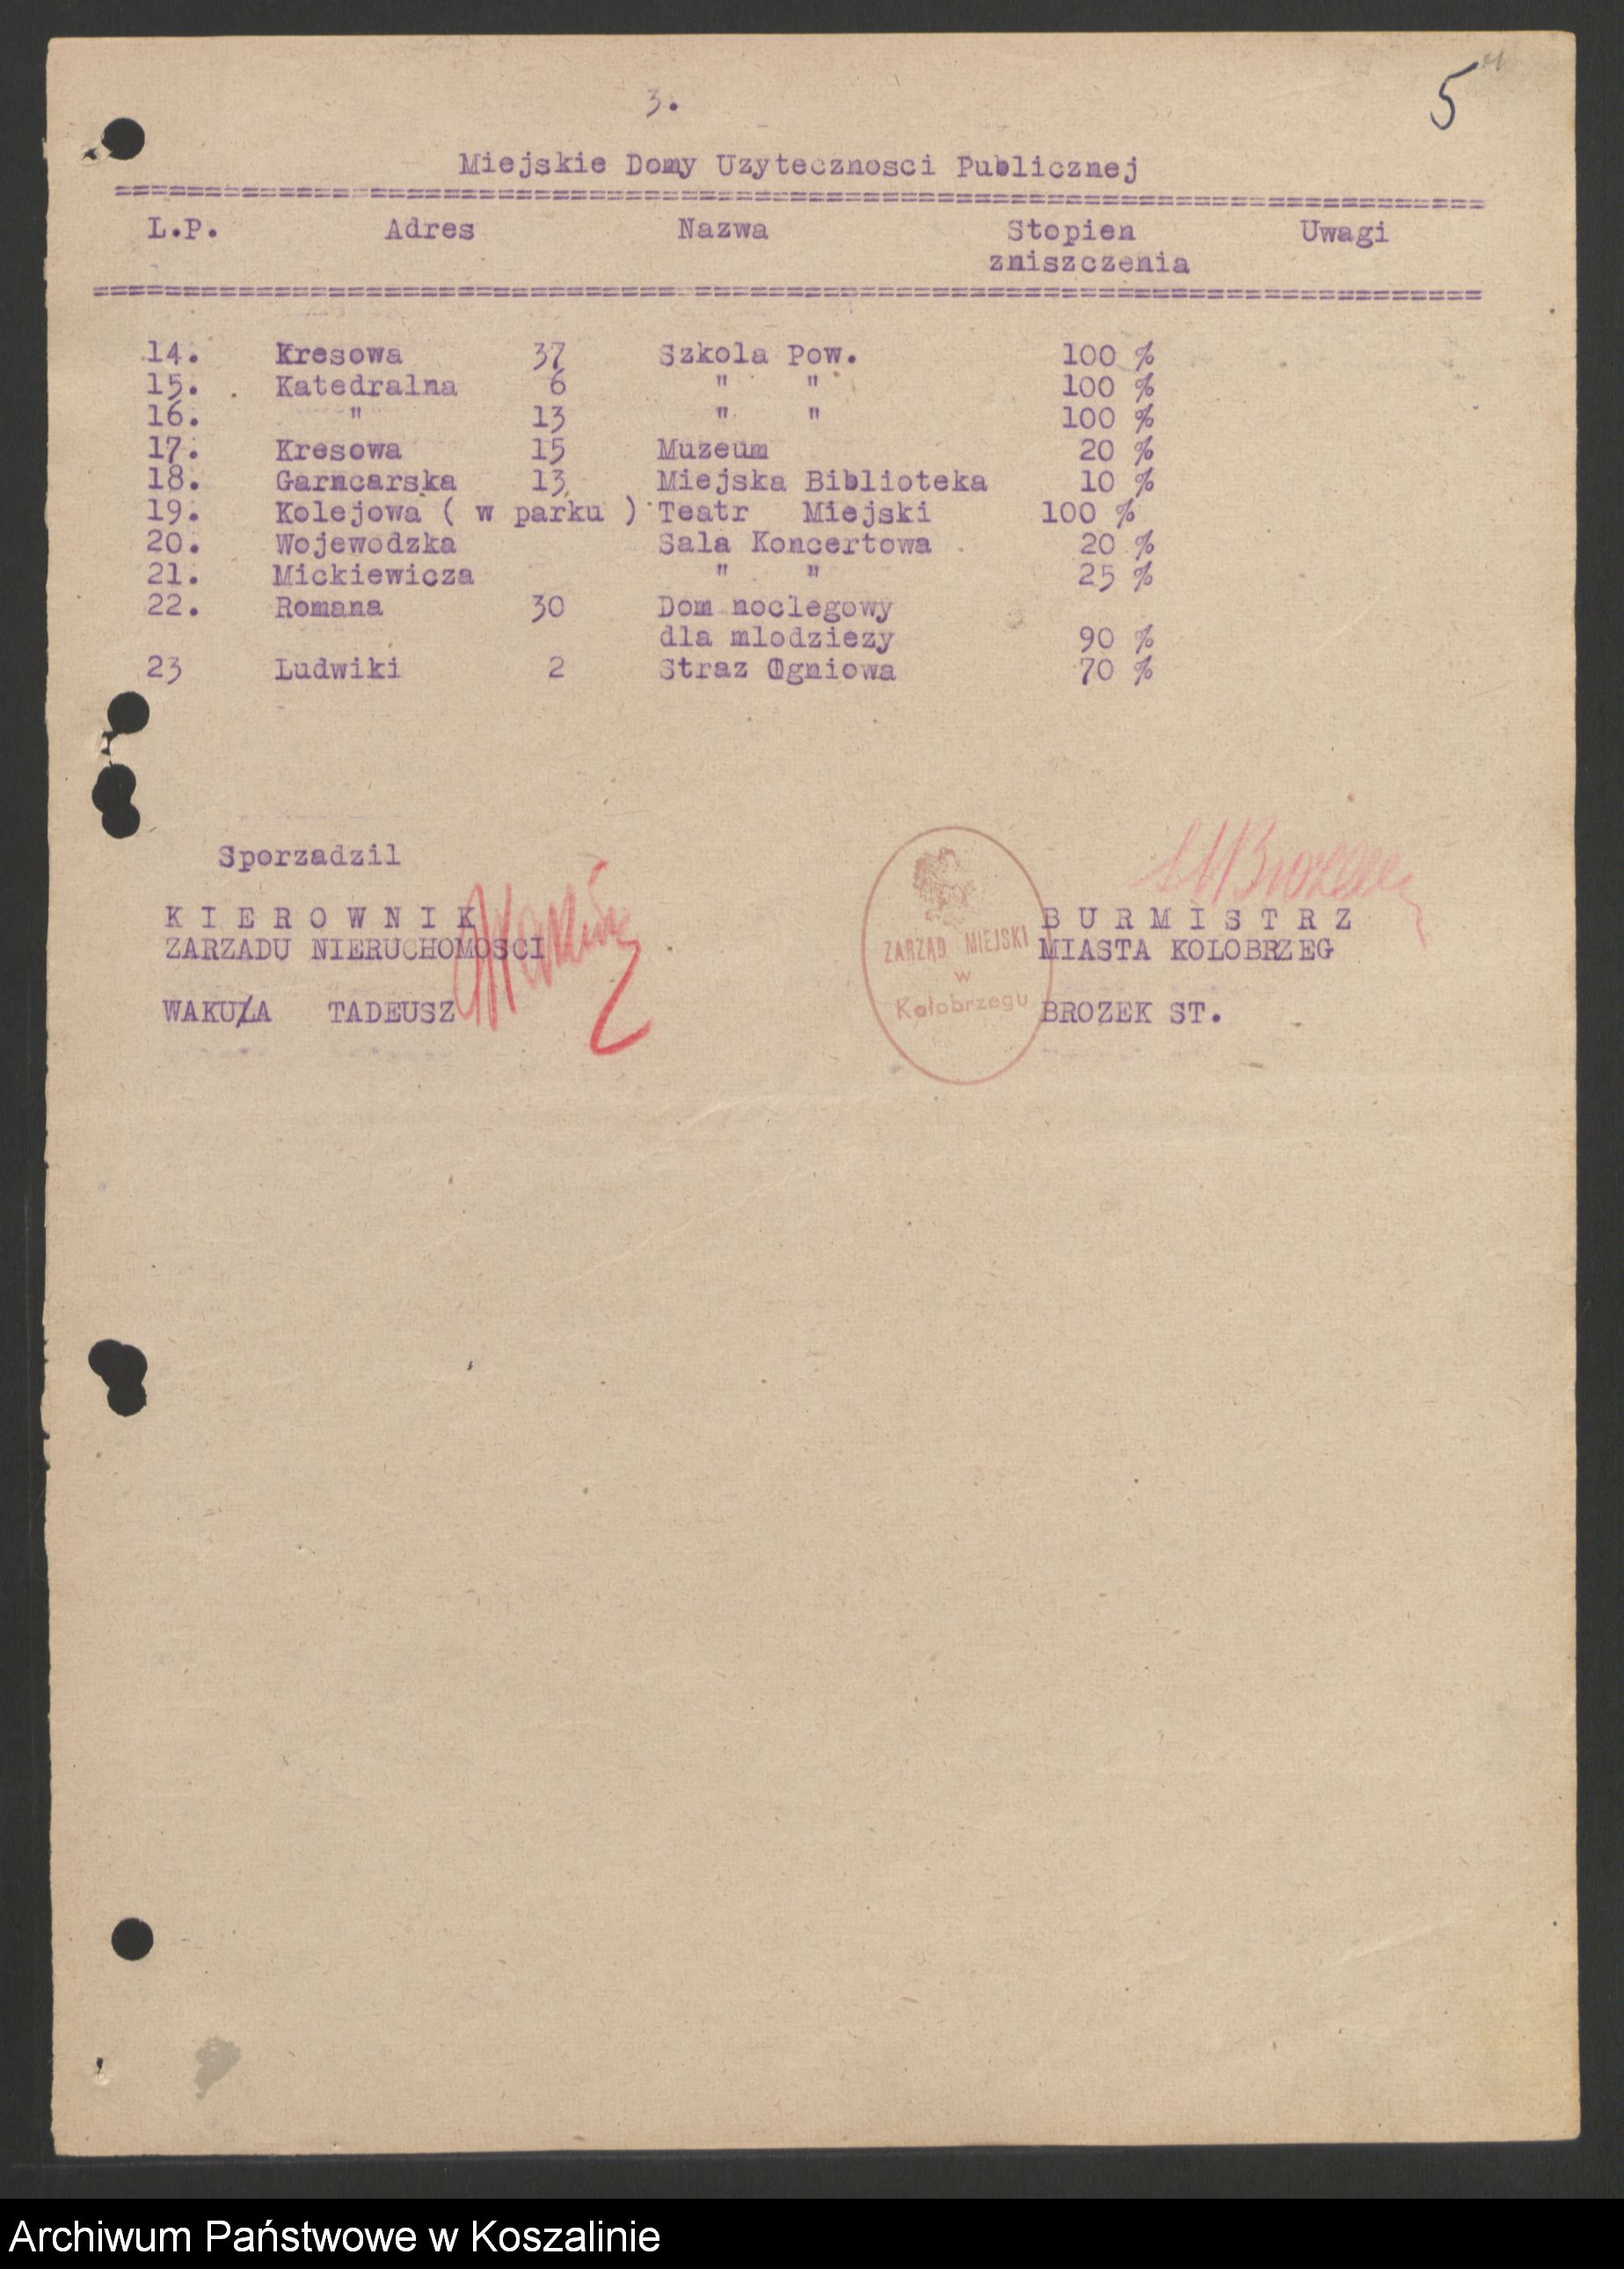 3.
5
Miejskie Domy Uzytecznosci Publicznej
L.P. Adres Nazwa Stopien Uwagi
zniszczenia
14. Kresowa 37 Szkola Pow. 100 %
15. Katedralna 6 " " 100 %
16. " 13 " " 100 %
17. Kresowa 15 Muzeum 20 %
18. Garncarska 13 Miejska Biblioteka 10 %
19. Kolejowa ( w parku ) Teatr Miejski 100 %
20. Wojewodzka Sala Koncertowa 20 %
21. Mickiewicza " " 25 %
22. Romana 30 Dom noclegowy
dla mlodziezy 90 %
23 Ludwiki 2 Straz Ogniowa 70 %
Sporzadzil
K I E R O W N I K
ZARZADU NIERUCHOMOSCI
WAKUŁA TADEUSZ
ZARZĄD MIEJSKI
w
Kołobrzegu
B U R M I S T R Z
MIASTA KOLOBRZEG
BROZEK ST.
Archiwum Państwowe w Koszalinie